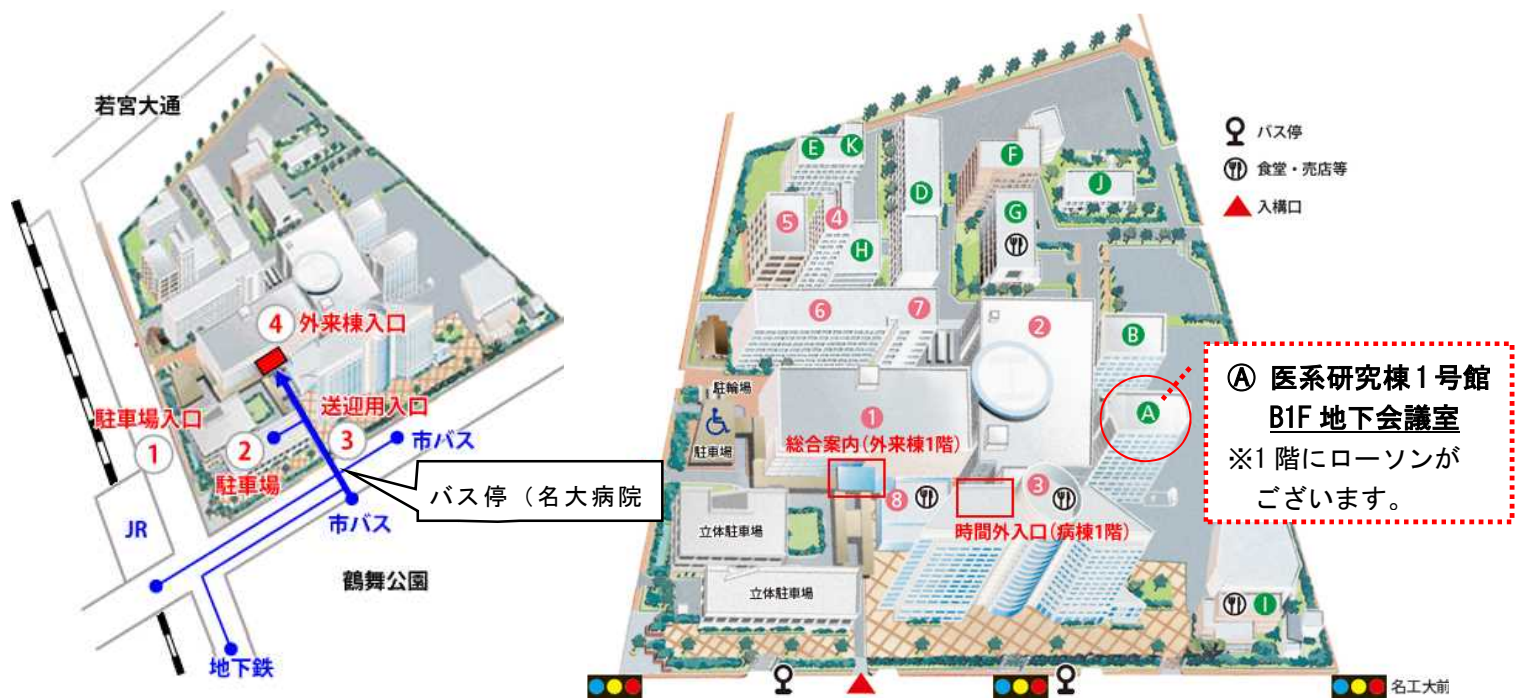 若宮大通
④ 外来棟入口
駐車場入口
①
送迎用入口
②
③
駐車場
市バス
市バス
バス停（名大病院
JR
鶴舞公園
地下鉄
バス停
食堂・売店等
入構口
E
K
D
F
J
G
H
5
4
6
7
2
B
A
1
駐輪場
駐車場
総合案内(外来棟1階)
8
3
時間外入口(病棟1階)
立体駐車場
立体駐車場
I
名工大前
Ⓐ 医系研究棟1号館
B1F 地下会議室
※1階にローソンが
ございます。